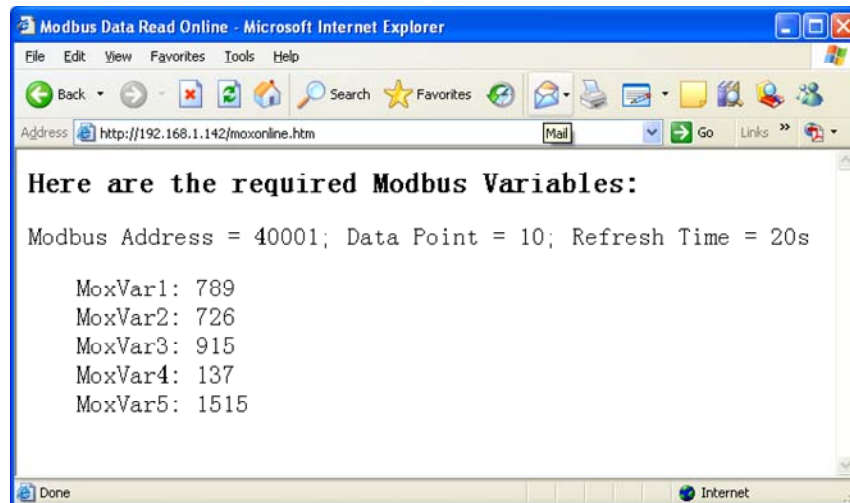 Modbus Data Read Online - Microsoft Internet Explorer
File Edit View Favorites Tools Help
Back Search Favorites
Address http://192.168.1.142/moxonline.htm Mail Go Links »
Here are the required Modbus Variables:
Modbus Address = 40001; Data Point = 10; Refresh Time = 20s
MoxVar1: 789
MoxVar2: 726
MoxVar3: 915
MoxVar4: 137
MoxVar5: 1515
Done Internet